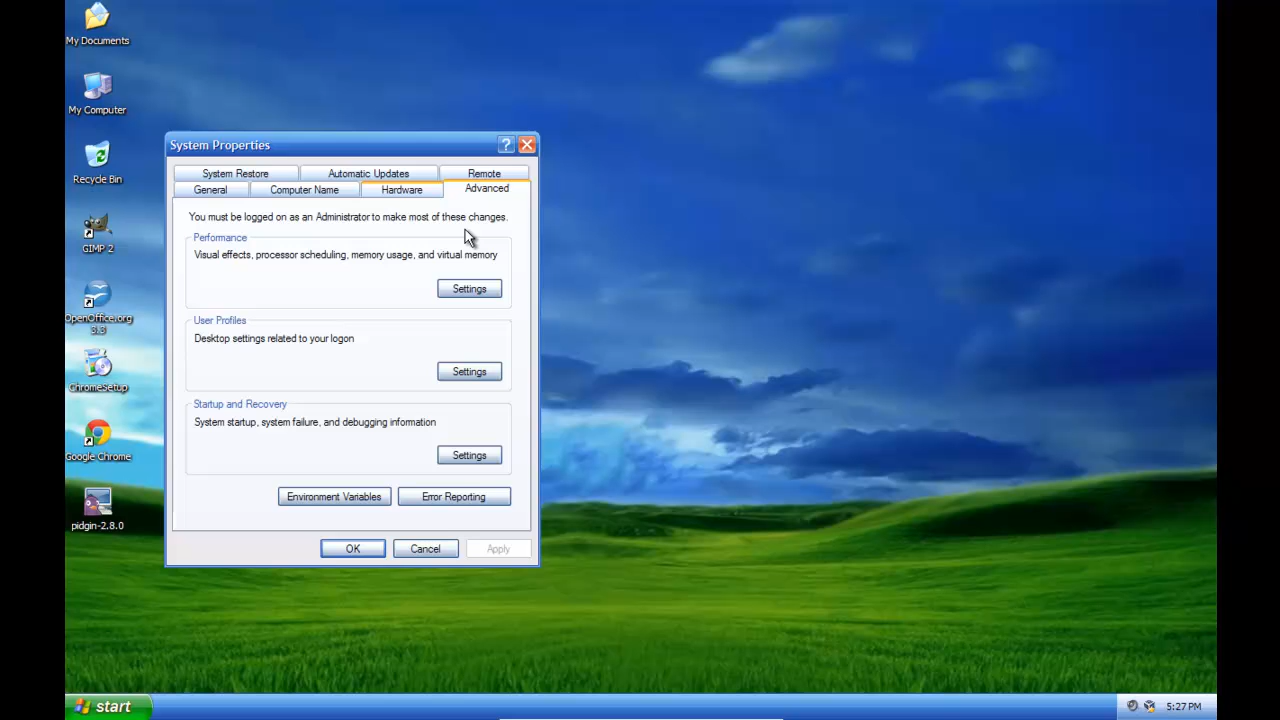 My Documents
My Computer
Recycle Bin
GIMP 2
OpenOffice.org
3.3
ChromeSetup
Google Chrome
pidgin-2.8.0
System Properties
System Restore Automatic Updates Remote
General Computer Name Hardware Advanced
You must be logged on as an Administrator to make most of these changes.
Performance
Visual effects, processor scheduling, memory usage, and virtual memory
Settings
User Profiles
Desktop settings related to your logon
Settings
Startup and Recovery
System startup, system failure, and debugging information
Settings
Environment Variables Error Reporting
OK Cancel Apply
start 5:27 PM